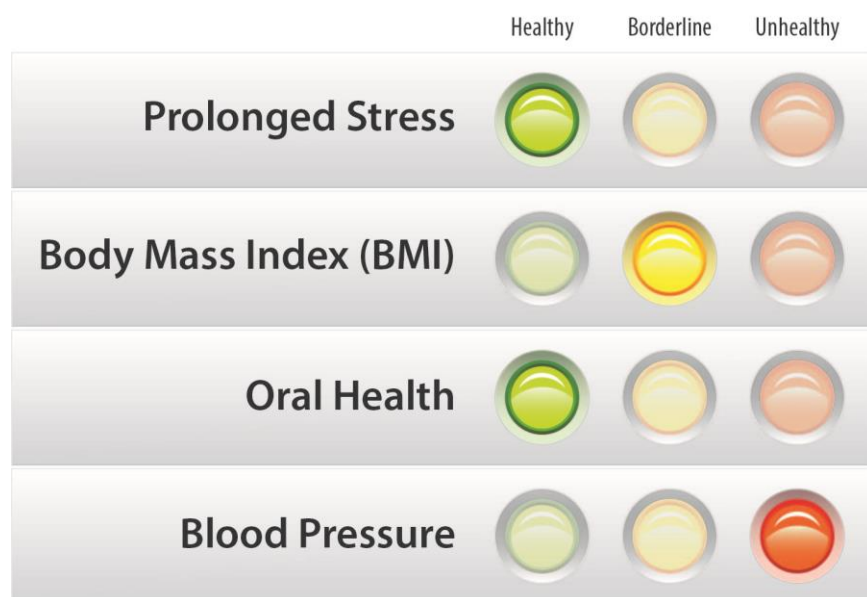 Healthy Borderline Unhealthy
Prolonged Stress
Body Mass Index (BMI)
Oral Health
Blood Pressure